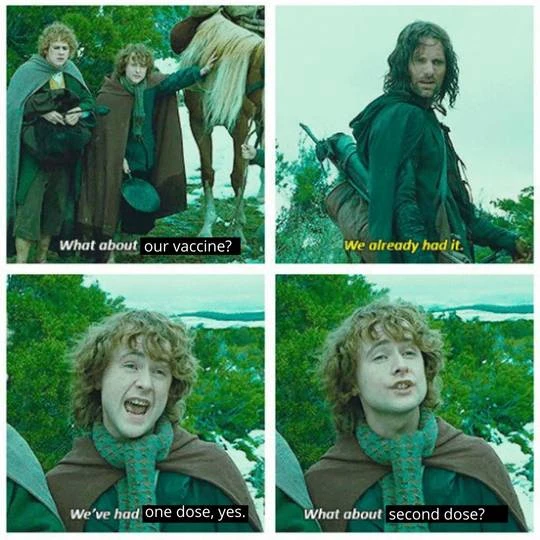 What about our vaccine?
We already had it.
We've had one dose, yes.
What about second dose?